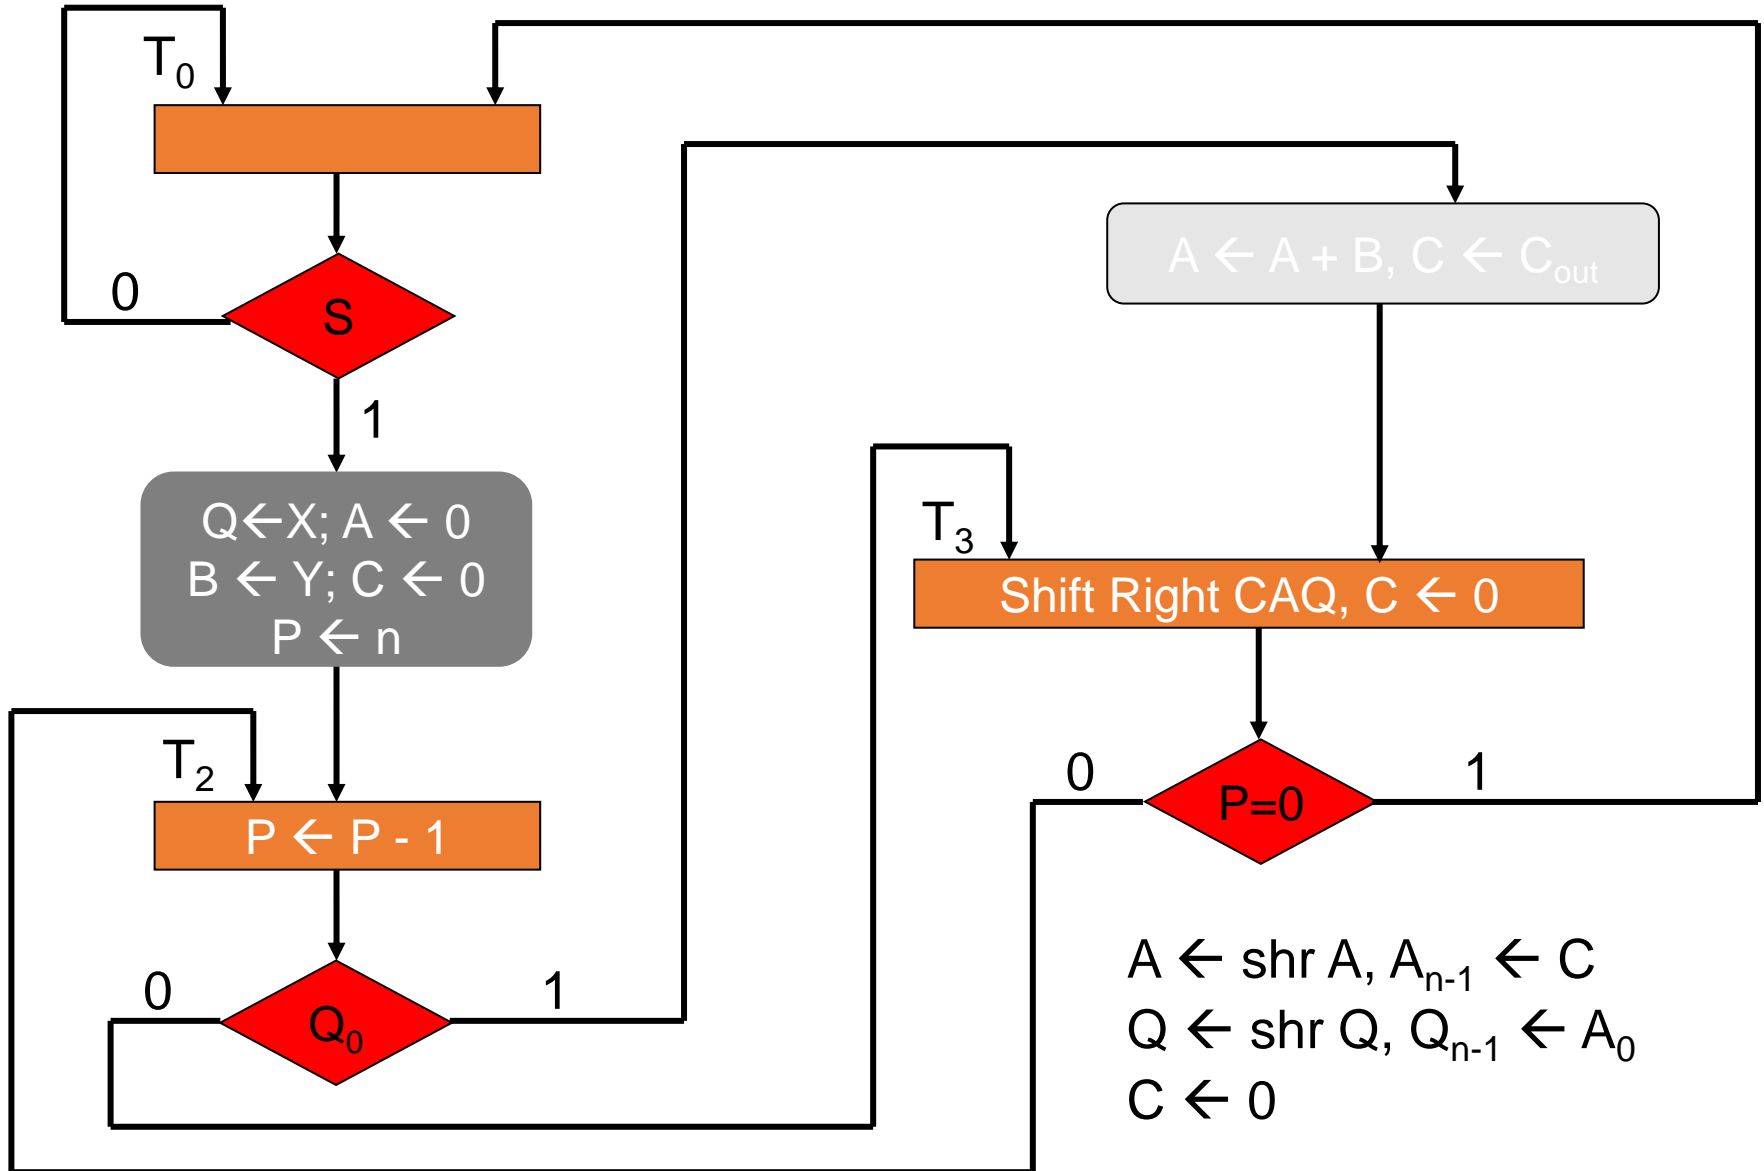 T₀
S
0
1
Q←X; A ← 0
B ← Y; C ← 0
P ← n
T₂
P ← P - 1
Q₀
0
1
A ← A + B, C ← Cₒᵤₜ
T₃
Shift Right CAQ, C ← 0
P=0
0
1
A ← shr A, Aₙ₋₁ ← C
Q ← shr Q, Qₙ₋₁ ← A₀
C ← 0